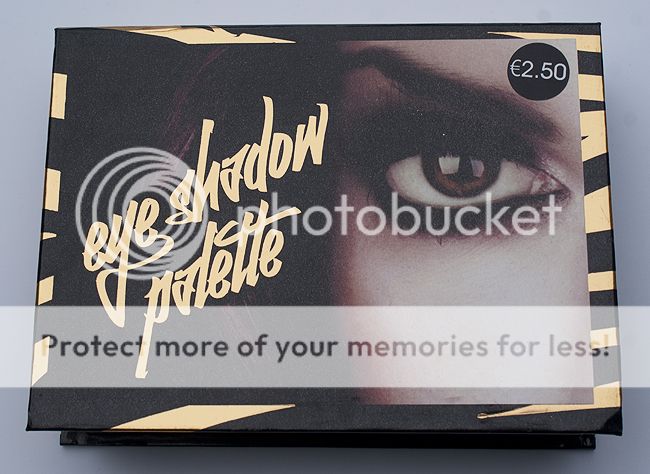 €2.50
eye shadow
palette
photobucket
Protect more of your memories for less!